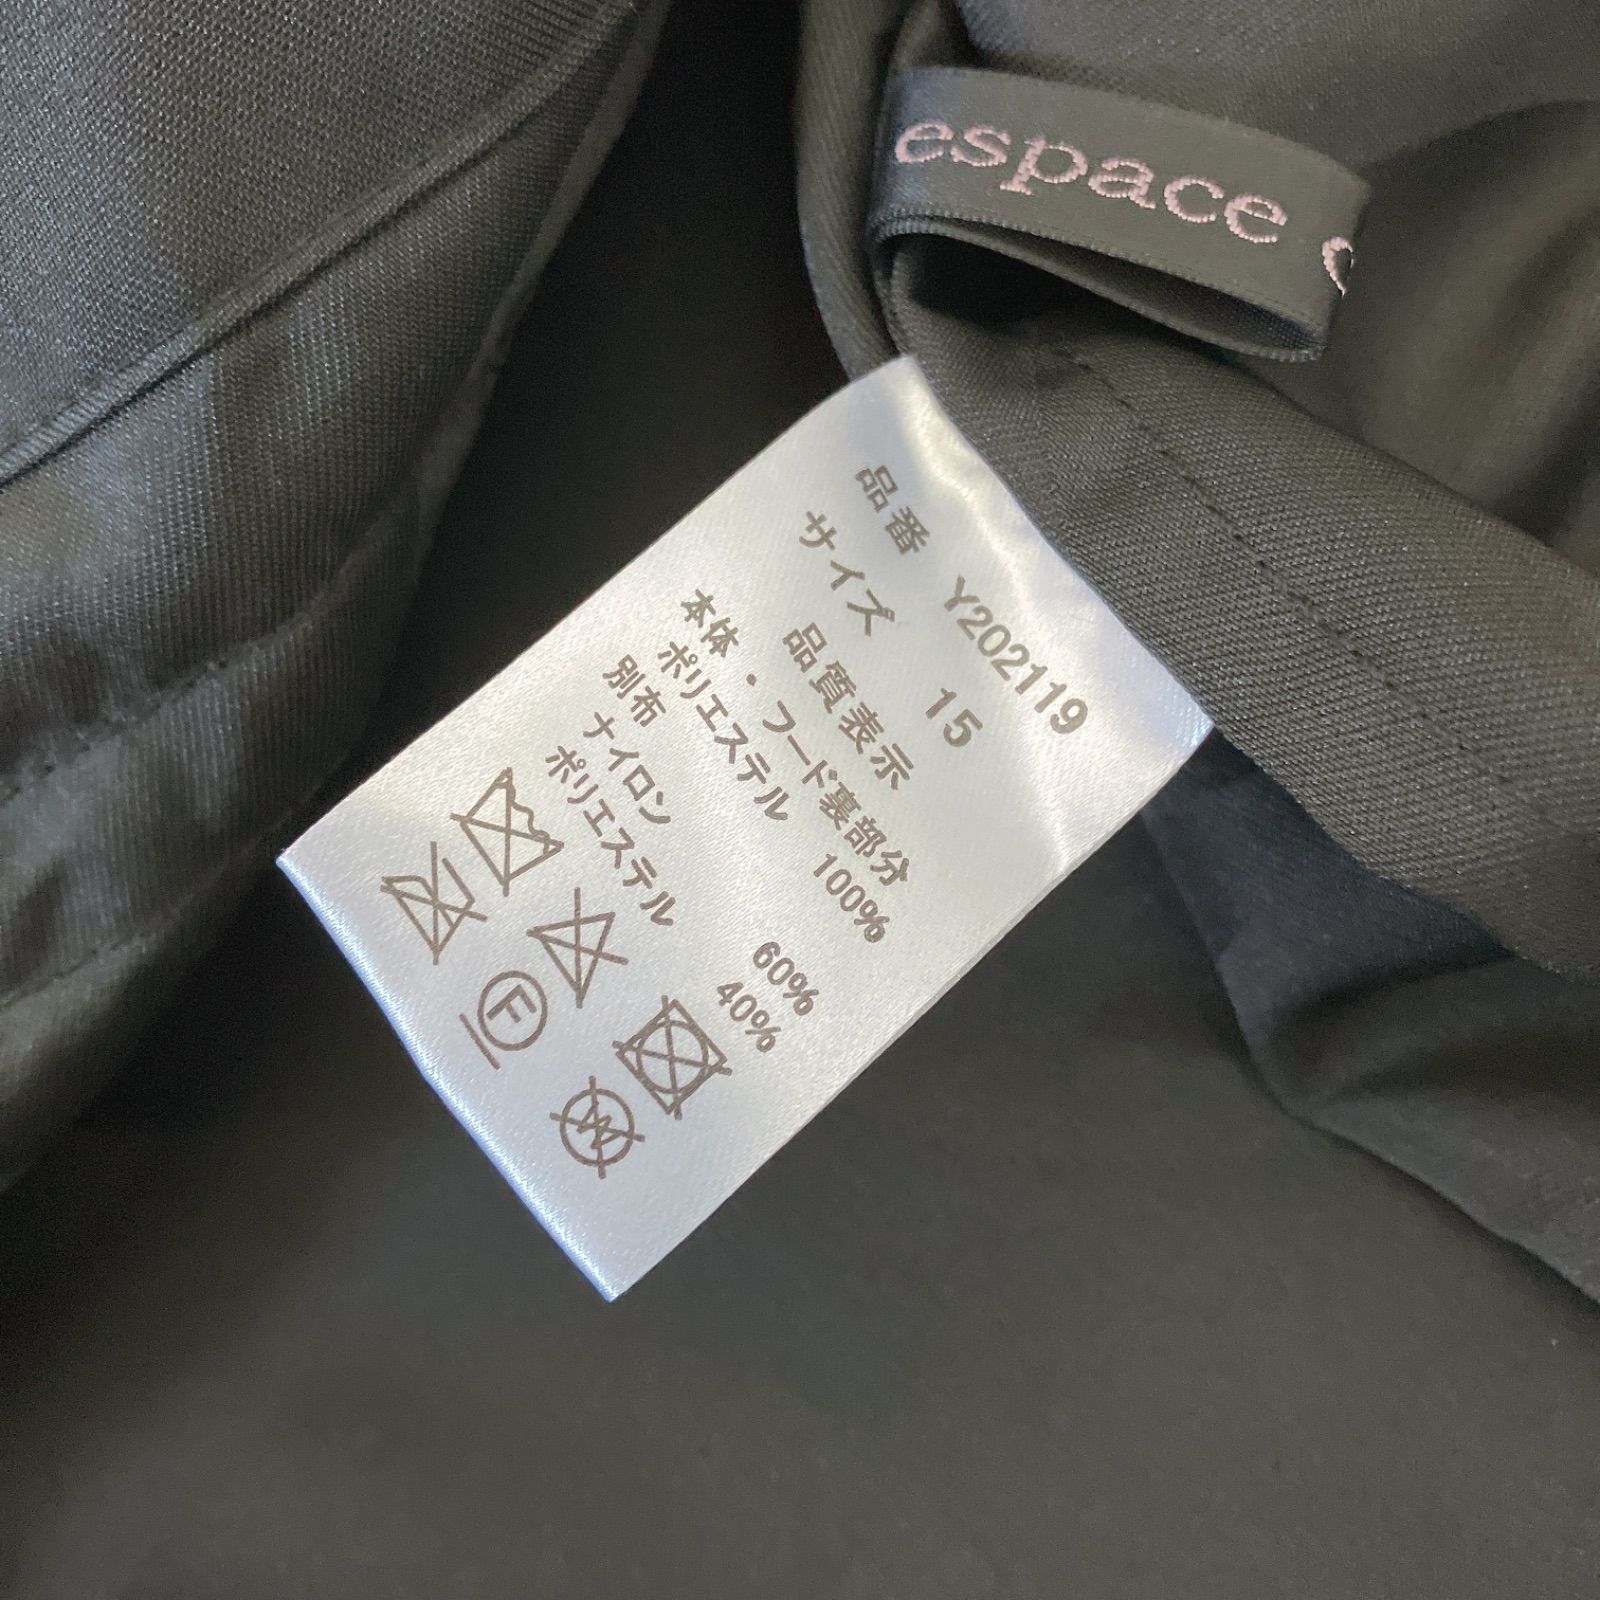 espace
品番 Y202119
サイズ 15
品質表示
本体・フード裏部分
ポリエステル 100%
別布
ナイロン 60%
ポリエステル 40%
F
W